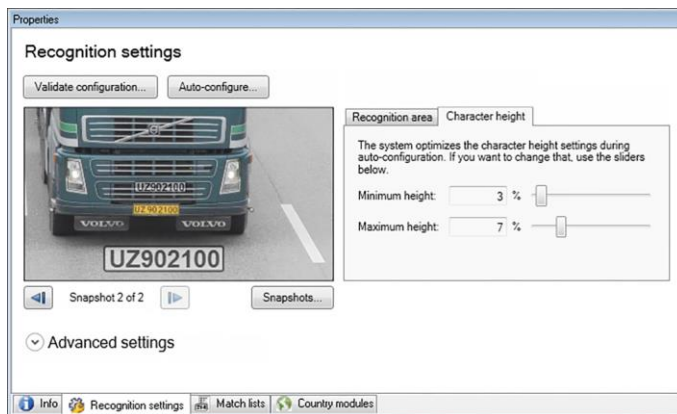 Properties
Recognition settings
Validate configuration...
Auto-configure...
UZ902100
UZ 902100
VOLVO VOLVO
UZ902100
Snapshot 2 of 2
Snapshots...
Recognition area
Character height
The system optimizes the character height settings during
auto-configuration. If you want to change that, use the sliders
below.
Minimum height: 3 %
Maximum height: 7 %
Advanced settings
Info
Recognition settings
Match lists
Country modules